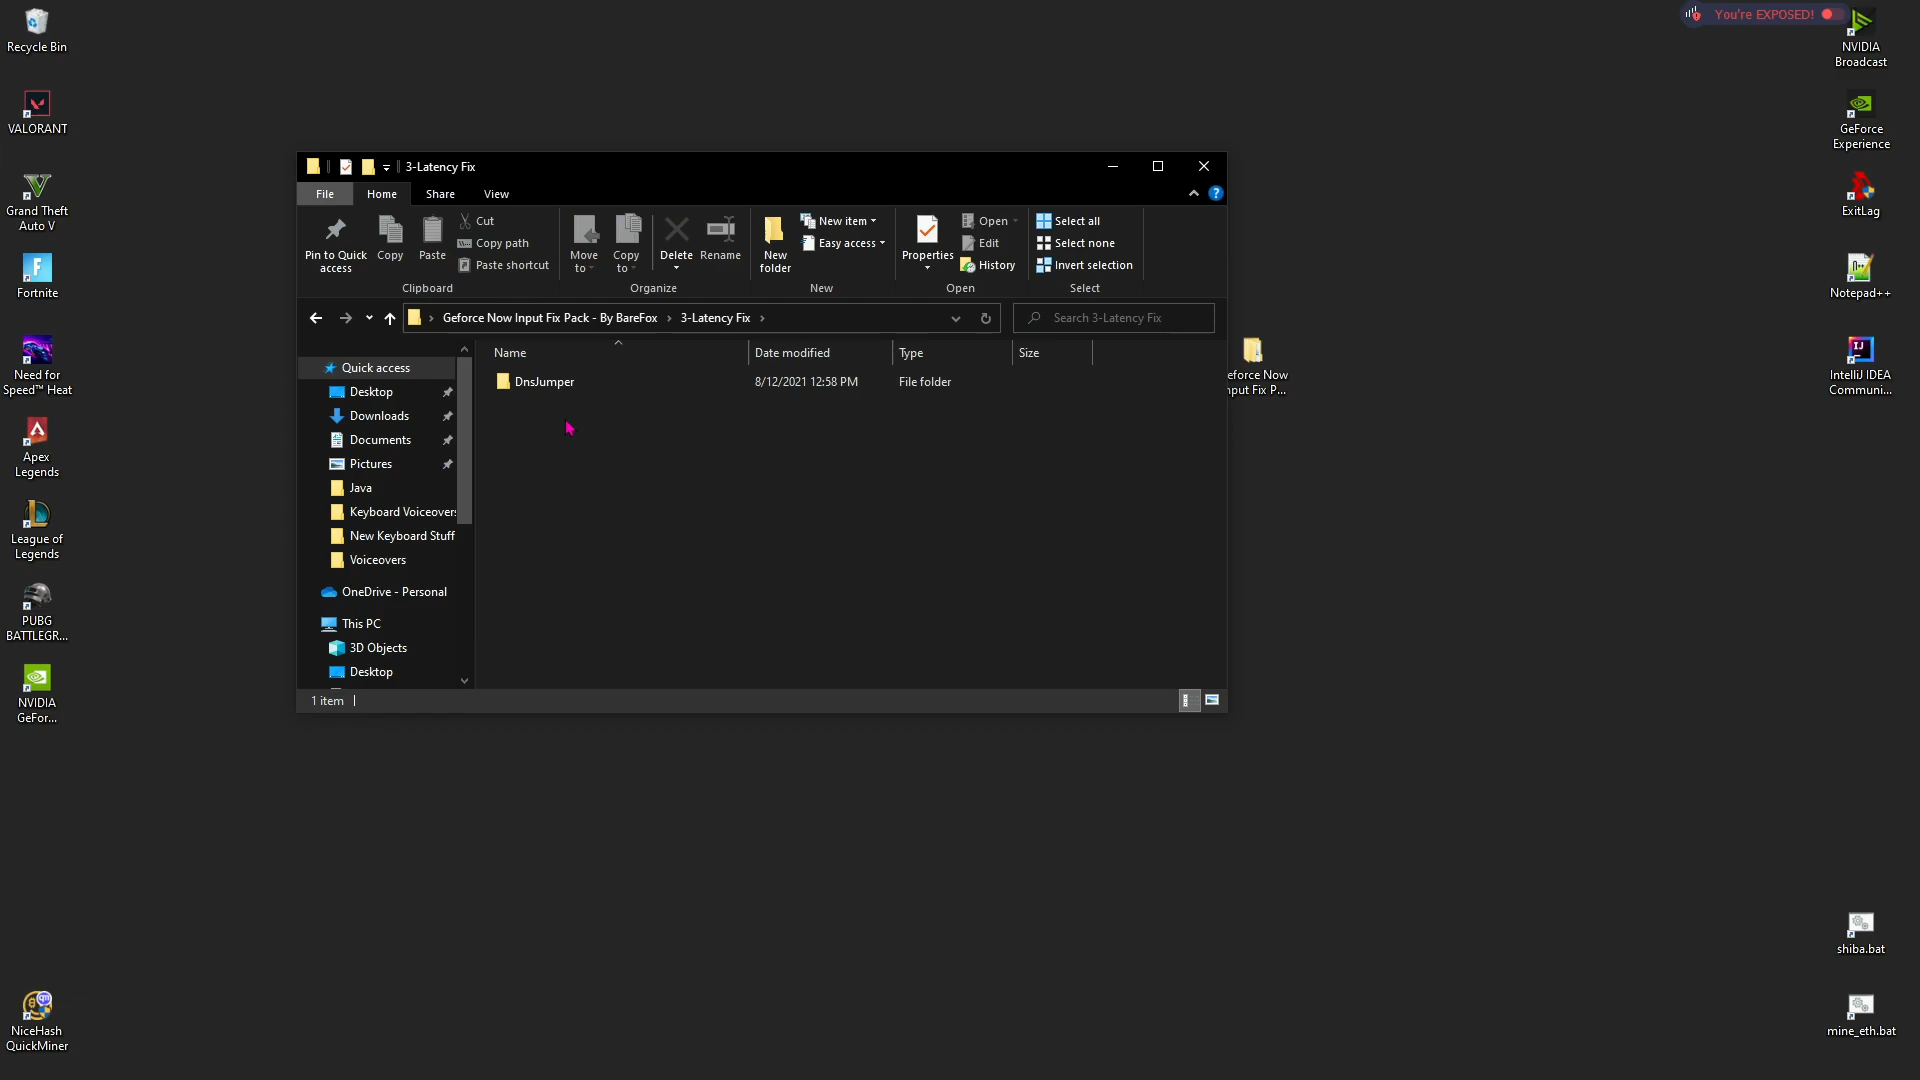 Recycle Bin
VALORANT
Grand Theft
Auto V
Fortnite
Need for
Speed™ Heat
Apex
Legends
League of
Legends
PUBG
BATTLEGR...
NVIDIA
GeFor...
NiceHash
QuickMiner
3-Latency Fix
File Home Share View
Pin to Quick
access
Copy
Paste
Cut
Copy path
Paste shortcut
Clipboard
Move
to
Copy
to
Delete
Rename
Organize
New
folder
New item
Easy access
New
Properties
Open
Edit
History
Open
Select all
Select none
Invert selection
Select
Geforce Now Input Fix Pack - By BareFox › 3-Latency Fix ›
Search 3-Latency Fix
Quick access
Desktop
Downloads
Documents
Pictures
Java
Keyboard Voiceovers
New Keyboard Stuff
Voiceovers
OneDrive - Personal
This PC
3D Objects
Desktop
Name Date modified Type Size
DnsJumper 8/12/2021 12:58 PM File folder
1 item
eforce Now
nput Fix P...
You're EXPOSED!
NVIDIA
Broadcast
GeForce
Experience
ExitLag
Notepad++
IntelliJ IDEA
Communi...
shiba.bat
mine_eth.bat